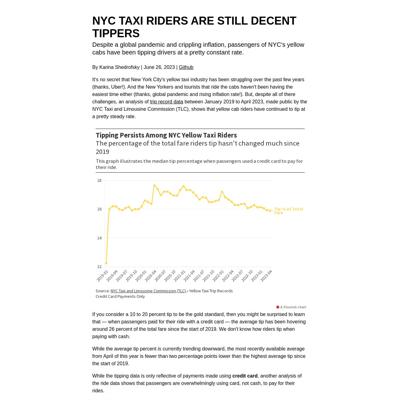 NYC TAXI RIDERS ARE STILL DECENT
TIPPERS
Despite a global pandemic and crippling inflation, passengers of NYC's yellow
cabs have been tipping drivers at a pretty constant rate.
By Karina Shedrofsky | June 26, 2023 | Github
It's no secret that New York City's yellow taxi industry has been struggling over the past few years
(thanks, Uber!). And the New Yorkers and tourists that ride the cabs haven't been having the
easiest time either (thanks, global pandemic and rising inflation rate!). But, despite all of there
challenges, an analysis of trip record data between January 2019 to April 2023, made public by the
NYC Taxi and Limousine Commission (TLC), shows that yellow cab riders have continued to tip at
a pretty steady rate.
Tipping Persists Among NYC Yellow Taxi Riders
The percentage of the total fare riders tip hasn't changed much since
2019
This graph illustrates the median tip percentage when passengers used a credit card to pay for
their ride.
28
26
24
22
Source: NYC Taxi and Limousine Commission (TLC) • Yellow Taxi Trip Records
Credit Card Payments Only
A Flourish chart
If you consider a 10 to 20 percent tip to be the gold standard, then you might be surprised to learn
that — when passengers paid for their ride with a credit card — the average tip has been hovering
around 26 percent of the total fare since the start of 2019. We don't know how riders tip when
paying with cash.
While the average tip percent is currently trending downward, the most recently available average
from April of this year is fewer than two percentage points lower than the highest average tip since
the start of 2019.
While the tipping data is only reflective of payments made using credit card, another analysis of
the ride data shows that passengers are overwhelmingly using card, not cash, to pay for their
rides.